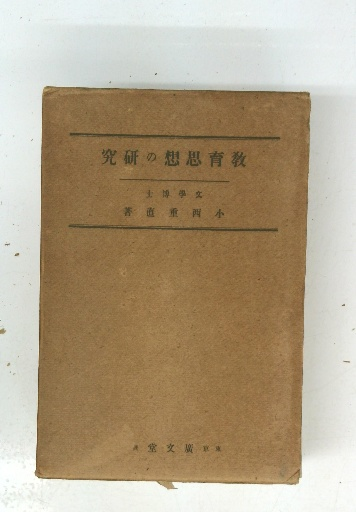 教育思想の研究
文學博士
小西重直著
東京廣文堂